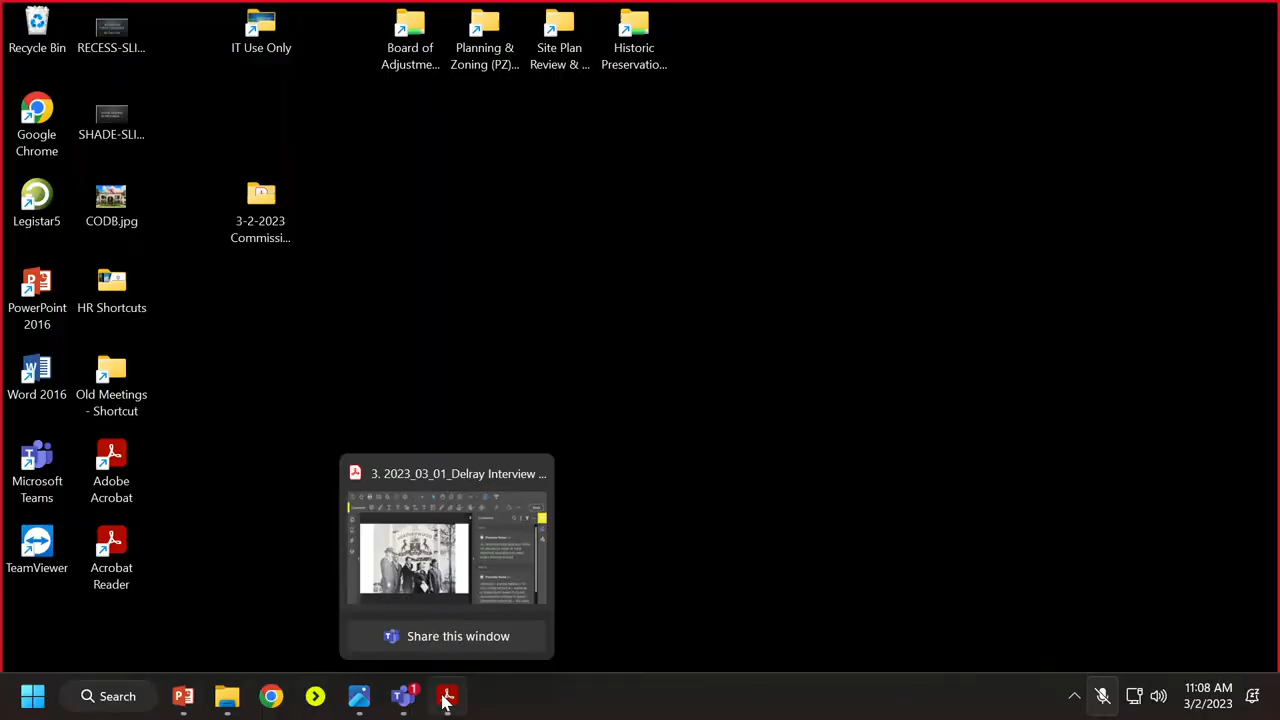 Recycle Bin
RECESS-SLI...
IT Use Only
Board of
Adjustme...
Planning &
Zoning (PZ)...
Site Plan
Review & ...
Historic
Preservatio...
Google
Chrome
SHADE-SLI...
Legistar5
CODB.jpg
3-2-2023
Commissi...
PowerPoint
2016
HR Shortcuts
Word 2016
Old Meetings
- Shortcut
Microsoft
Teams
Adobe
Acrobat
TeamViewer
Acrobat
Reader
3. 2023_03_01_Delray Interview ...
Share this window
Search
1
11:08 AM
3/2/2023